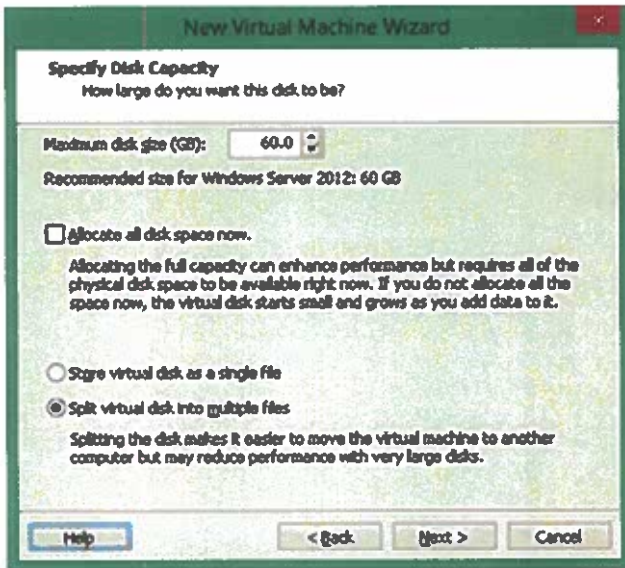 New Virtual Machine Wizard
Specify Disk Capacity
How large do you want this disk to be?
Maximum disk size (GB): 60.0
Recommended size for Windows Server 2012: 60 GB
Allocate all disk space now.
Allocating the full capacity can enhance performance but requires all of the
physical disk space to be available right now. If you do not allocate all the
space now, the virtual disk starts small and grows as you add data to it.
Store virtual disk as a single file
Split virtual disk into multiple files
Splitting the disk makes it easier to move the virtual machine to another
computer but may reduce performance with very large disks.
Help < Back Next > Cancel